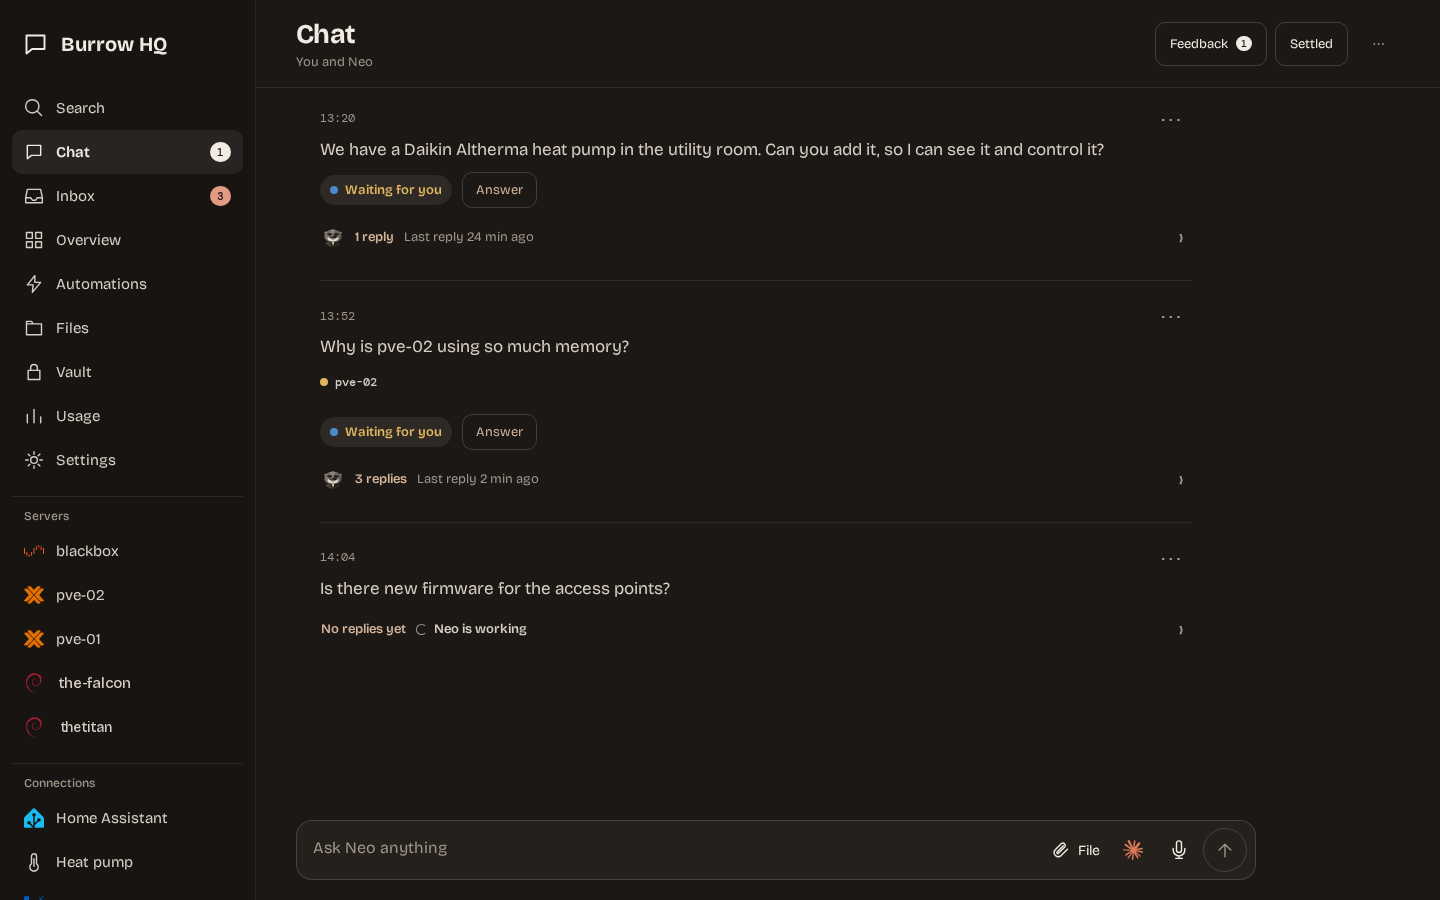 Burrow HQ
Search
Chat 1
Inbox 3
Overview
Automations
Files
Vault
Usage
Settings
Servers
blackbox
pve-02
pve-01
the-falcon
thetitan
Connections
Home Assistant
Heat pump
Chat
You and Neo
Feedback 1
Settled
13:20
We have a Daikin Altherma heat pump in the utility room. Can you add it, so I can see it and control it?
Waiting for you Answer
1 reply Last reply 24 min ago
13:52
Why is pve-02 using so much memory?
pve-02
Waiting for you Answer
3 replies Last reply 2 min ago
14:04
Is there new firmware for the access points?
No replies yet Neo is working
Ask Neo anything
File